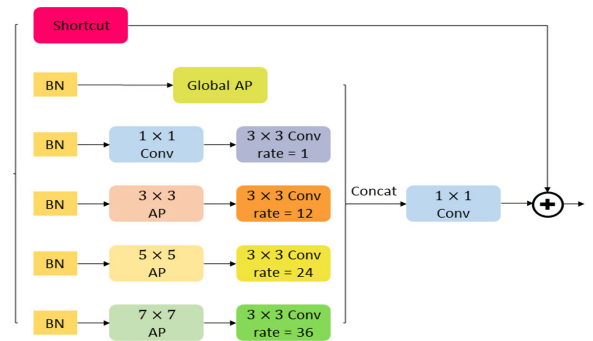 Shortcut
BN
Global AP
BN
1 × 1
Conv
3 × 3 Conv
rate = 1
BN
3 × 3
AP
3 × 3 Conv
rate = 12
Concat
1 × 1
Conv
BN
5 × 5
AP
3 × 3 Conv
rate = 24
BN
7 × 7
AP
3 × 3 Conv
rate = 36